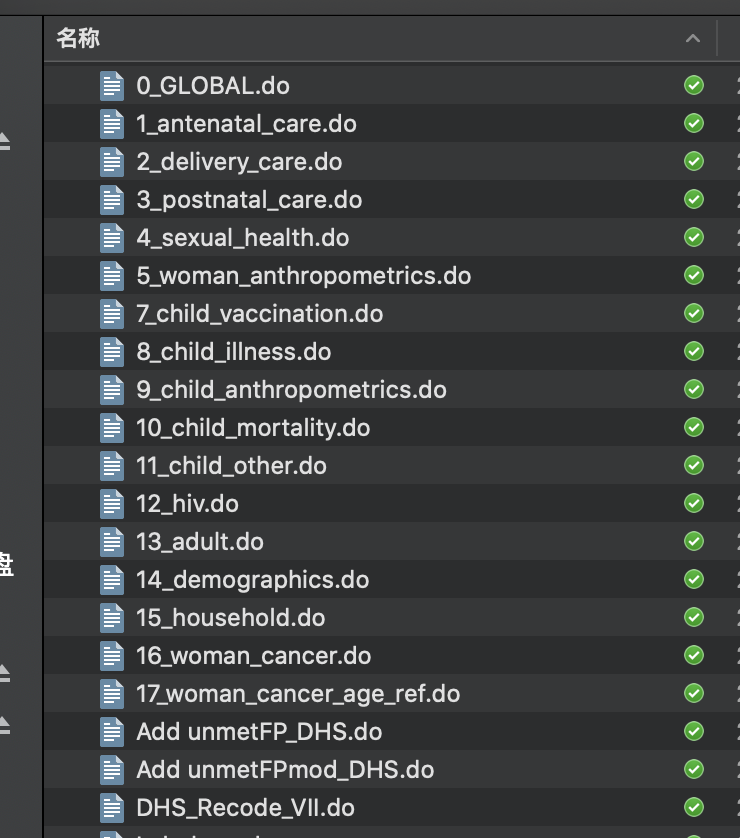 名称
0_GLOBAL.do
1_antenatal_care.do
2_delivery_care.do
3_postnatal_care.do
4_sexual_health.do
5_woman_anthropometrics.do
7_child_vaccination.do
8_child_illness.do
9_child_anthropometrics.do
10_child_mortality.do
11_child_other.do
12_hiv.do
盘
13_adult.do
14_demographics.do
15_household.do
16_woman_cancer.do
17_woman_cancer_age_ref.do
Add unmetFP_DHS.do
Add unmetFPmod_DHS.do
DHS_Recode_VII.do